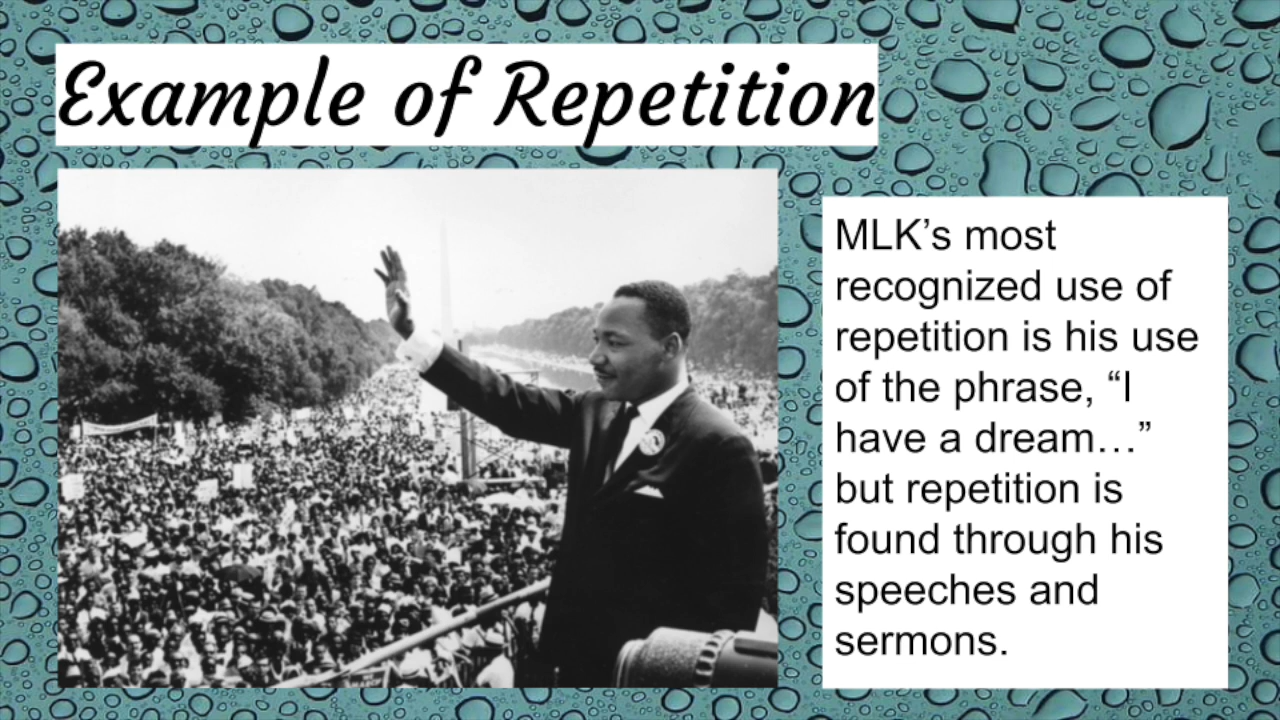 Example of Repetition
MLK’s most
recognized use of
repetition is his use
of the phrase, “I
have a dream…”
but repetition is
found through his
speeches and
sermons.